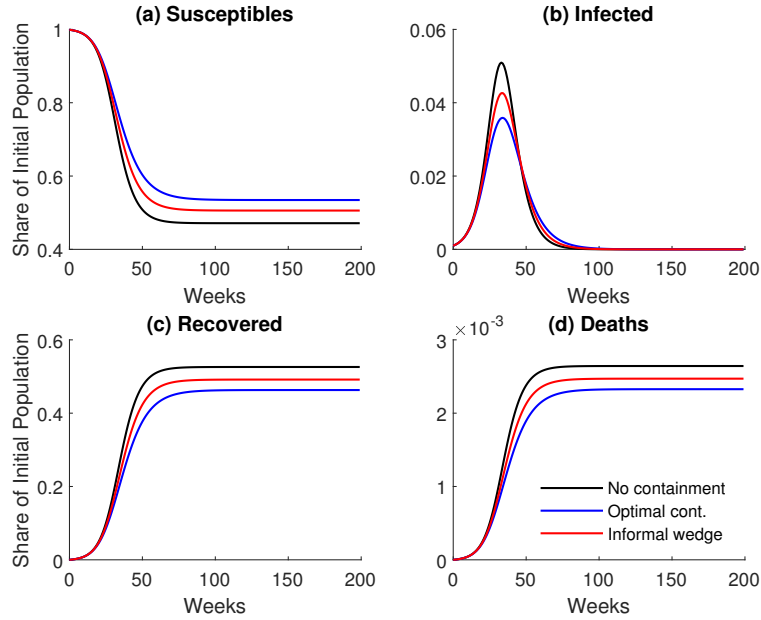 (a) Susceptibles
1
0.8
0.6
0.4
0
50
100
150
200
Share of Initial Population
Weeks
(b) Infected
0.06
0.04
0.02
0
0
50
100
150
200
Weeks
(c) Recovered
0.6
0.4
0.2
0
0
50
100
150
200
Share of Initial Population
Weeks
(d) Deaths
×10-3
3
2
1
0
0
50
100
150
200
Weeks
No containment
Optimal cont.
Informal wedge